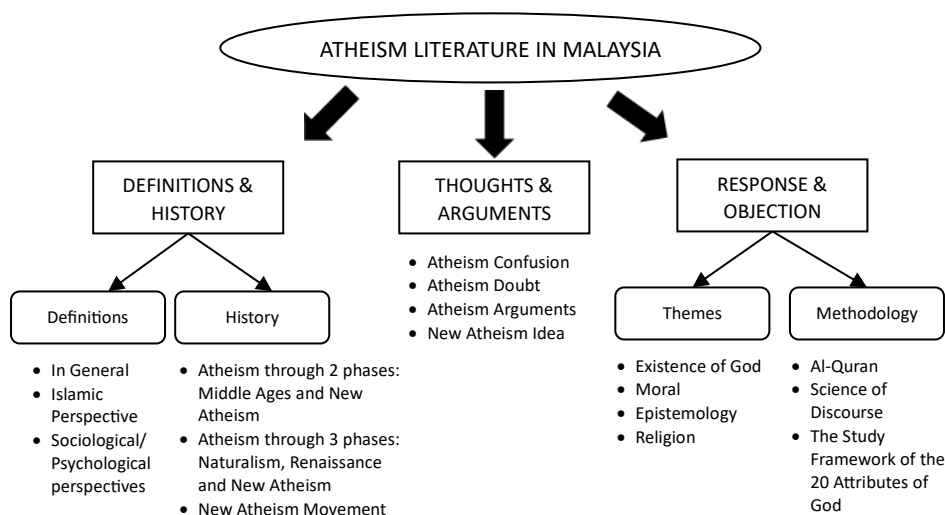 ATHEISM LITERATURE IN MALAYSIA
DEFINITIONS &
HISTORY
THOUGHTS &
ARGUMENTS
RESPONSE &
OBJECTION
Definitions
History
• Atheism Confusion
• Atheism Doubt
• Atheism Arguments
• New Atheism Idea
Themes
Methodology
• In General
• Islamic
Perspective
• Sociological/
Psychological
perspectives
• Atheism through 2 phases:
Middle Ages and New
Atheism
• Atheism through 3 phases:
Naturalism, Renaissance
and New Atheism
• New Atheism Movement
• Existence of God
• Moral
• Epistemology
• Religion
• Al-Quran
• Science of
Discourse
• The Study
Framework of the
20 Attributes of
God